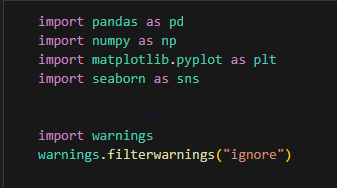 import pandas as pd
import numpy as np
import matplotlib.pyplot as plt
import seaborn as sns
import warnings
warnings.filterwarnings("ignore")